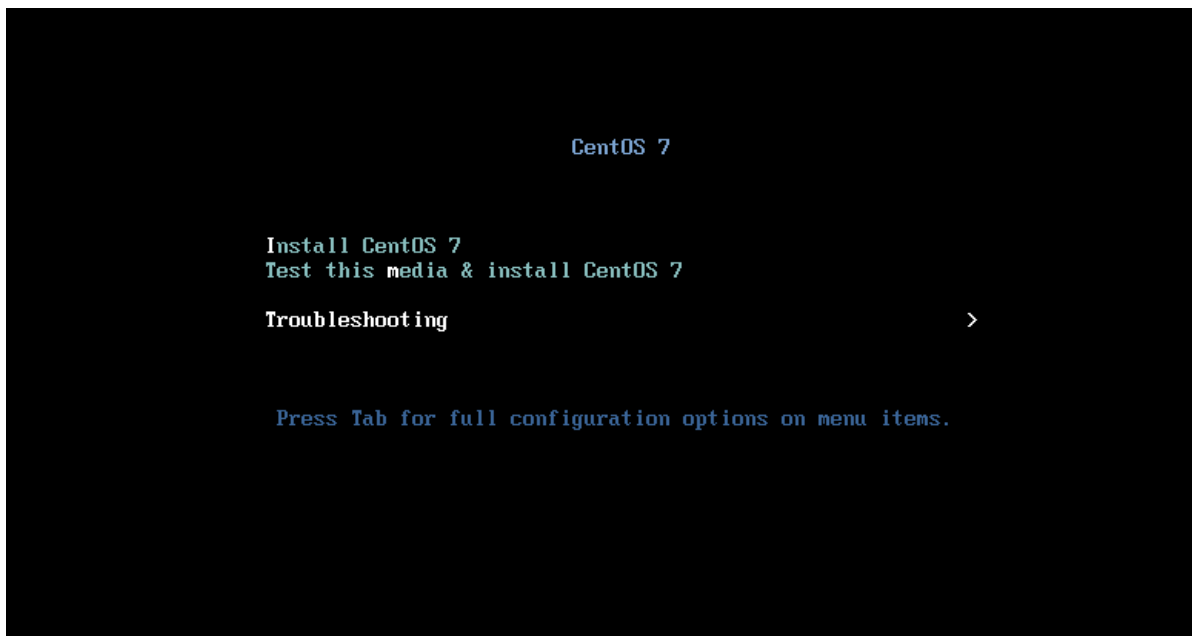 CentOS 7
Install CentOS 7
Test this media & install CentOS 7
Troubleshooting >
Press Tab for full configuration options on menu items.